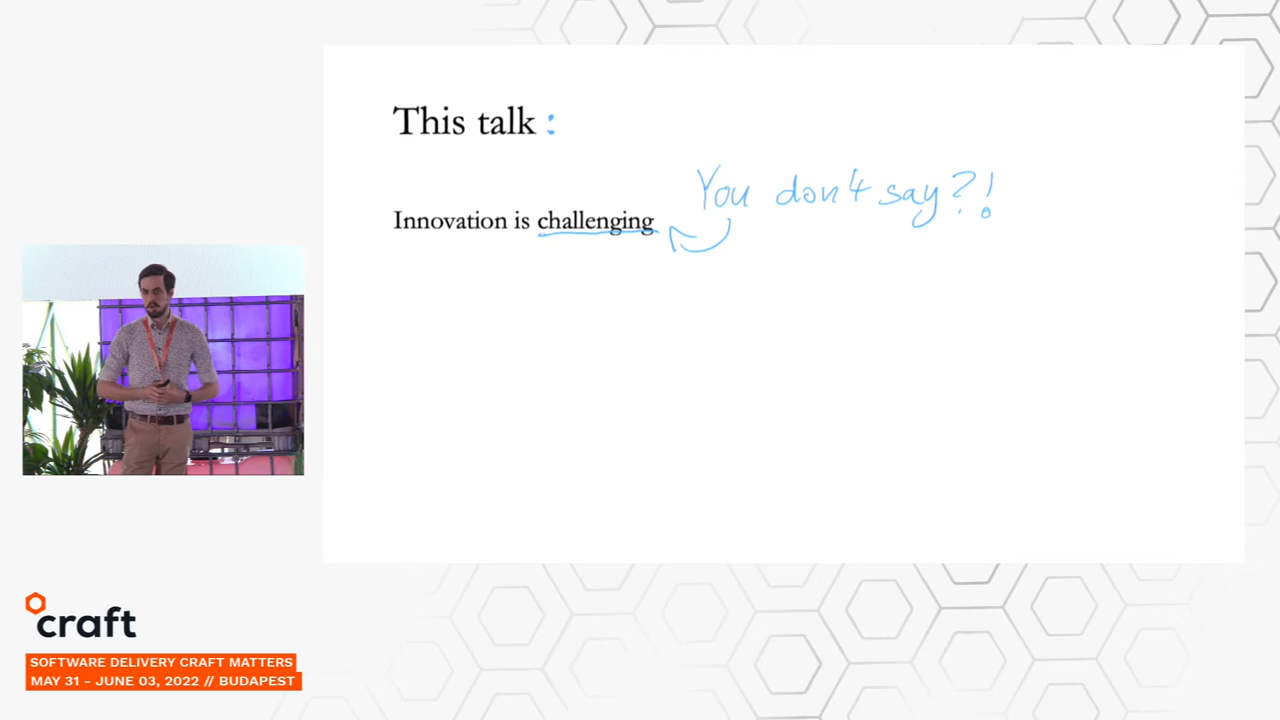 This talk :
You don't say?!
Innovation is challenging
craft
SOFTWARE DELIVERY CRAFT MATTERS
MAY 31 - JUNE 03, 2022 // BUDAPEST